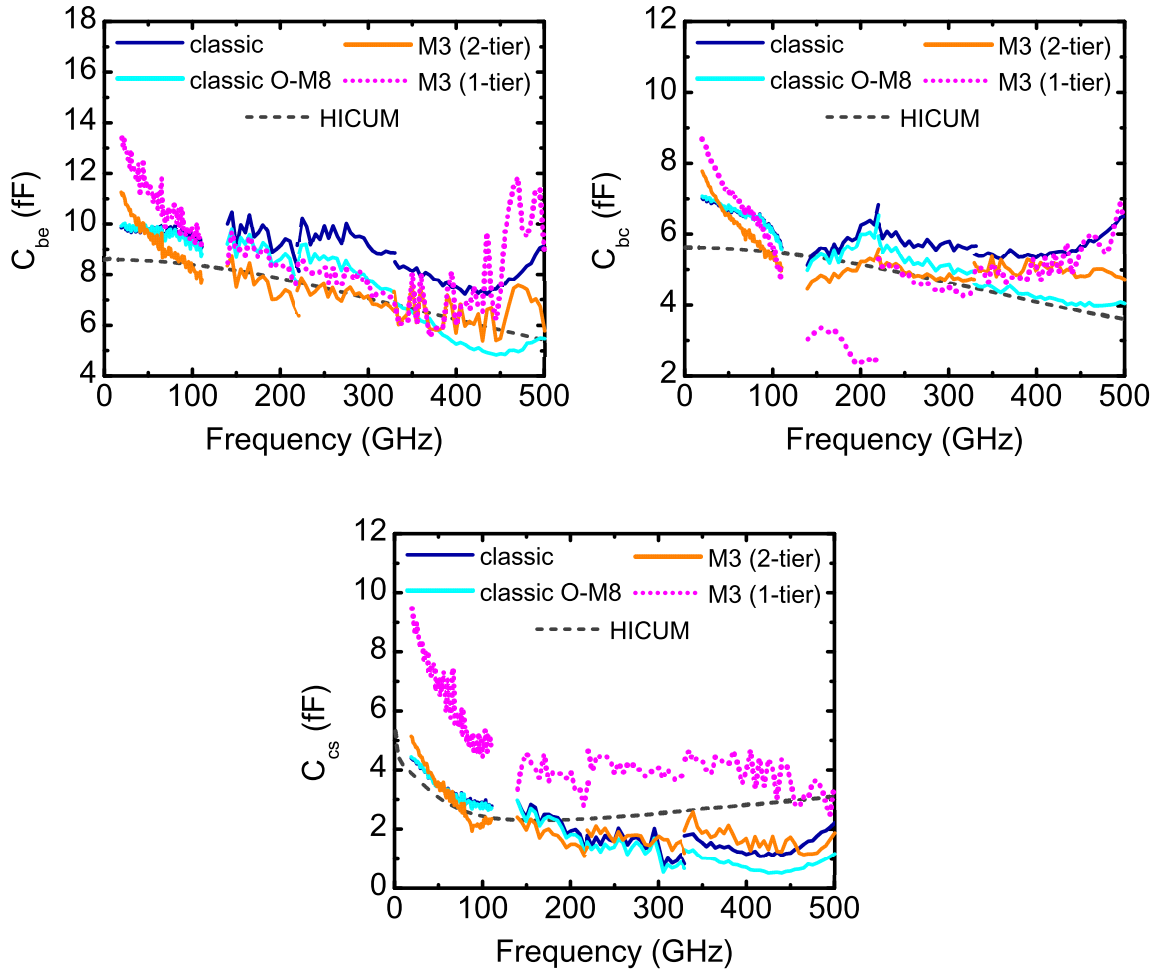 18
16
14
12
10
8
6
4
0 100 200 300 400 500
C_be (fF)
Frequency (GHz)
classic
M3 (2-tier)
classic O-M8
M3 (1-tier)
HICUM
12
10
8
6
4
2
0 100 200 300 400 500
C_bc (fF)
Frequency (GHz)
classic
M3 (2-tier)
classic O-M8
M3 (1-tier)
HICUM
12
10
8
6
4
2
0
0 100 200 300 400 500
C_cs (fF)
Frequency (GHz)
classic
M3 (2-tier)
classic O-M8
M3 (1-tier)
HICUM